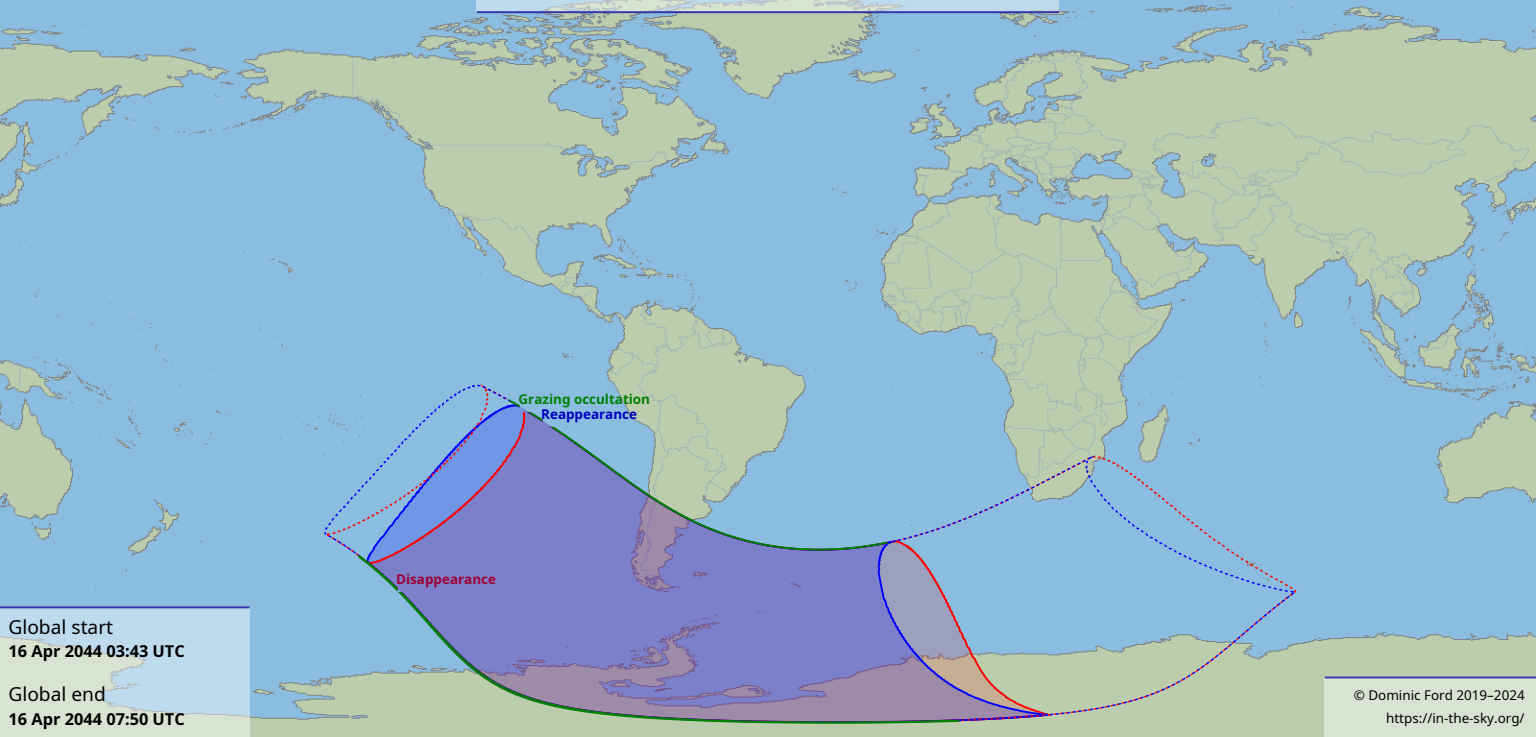 Grazing occultation
Reappearance
Disappearance
Global start
16 Apr 2044 03:43 UTC
Global end
16 Apr 2044 07:50 UTC
© Dominic Ford 2019–2024
https://in-the-sky.org/